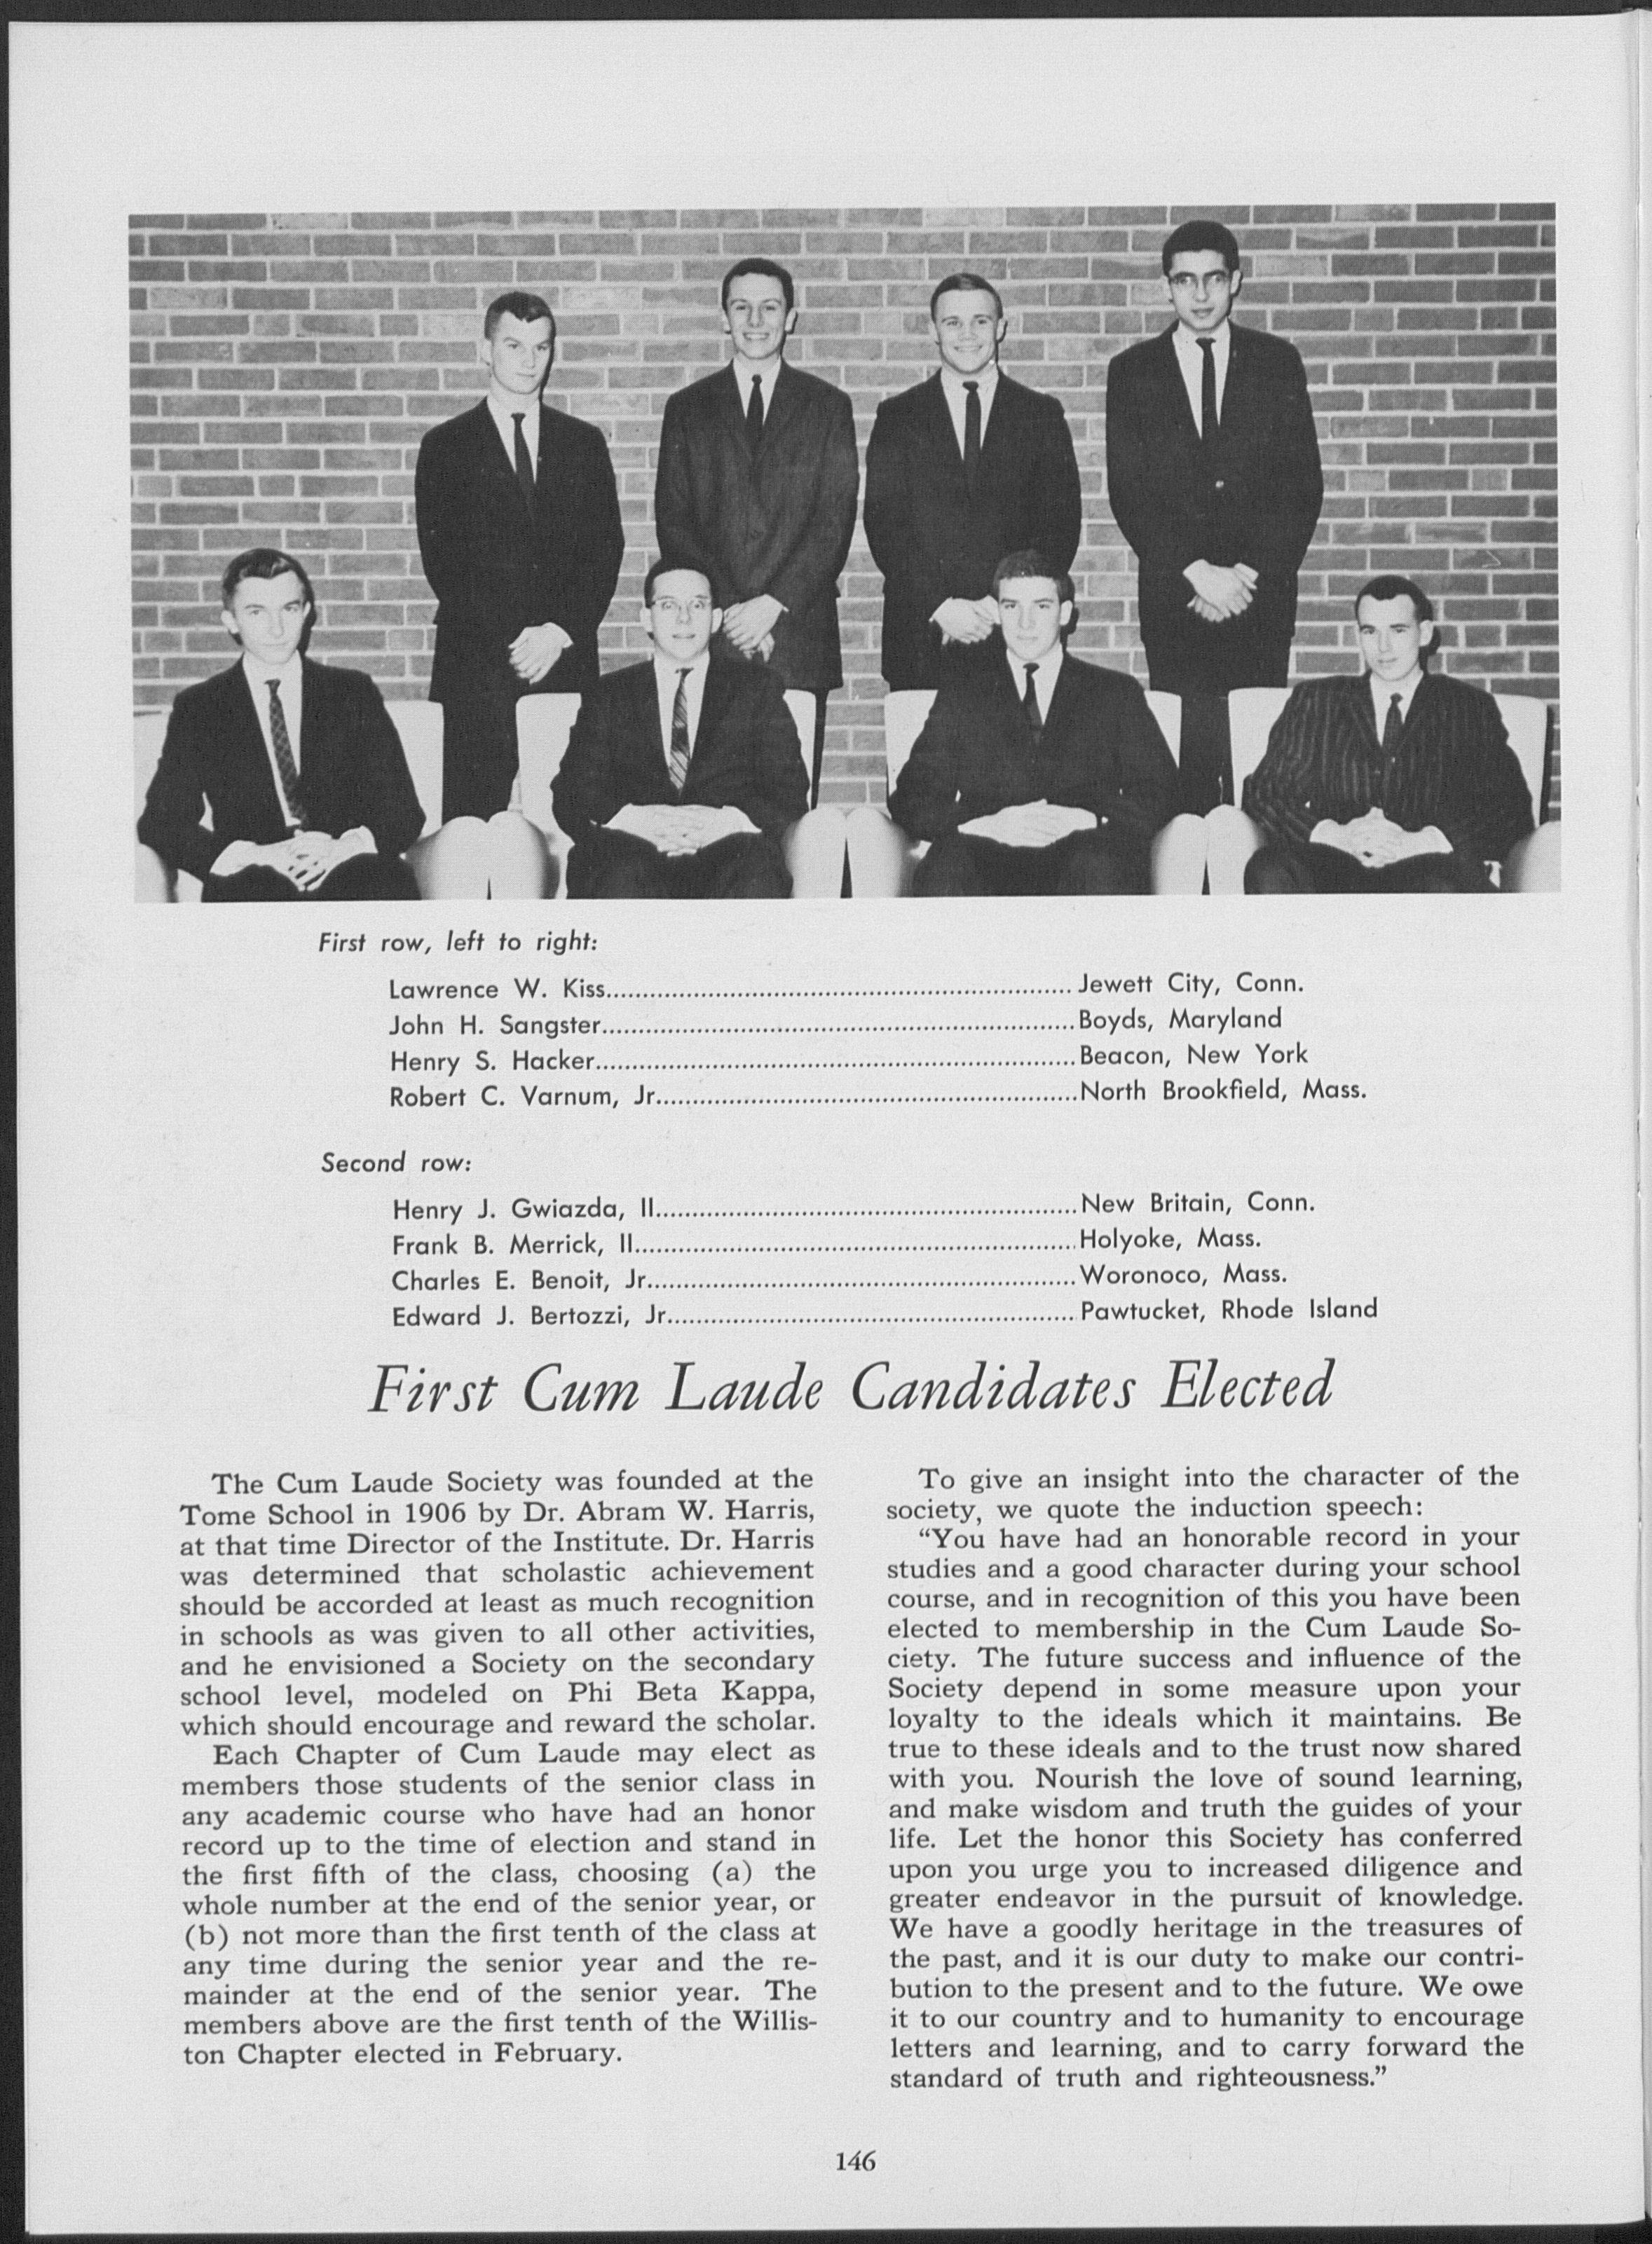 First row, left to right:
Lawrence W. Kiss................................................................Jewett City, Conn.
John H. Sangster.................................................................Boyds, Maryland
Henry S. Hacker..................................................................Beacon, New York
Robert C. Varnum, Jr..........................................................North Brookfield, Mass.
Second row:
Henry J. Gwiazda, II..........................................................New Britain, Conn.
Frank B. Merrick, II............................................................Holyoke, Mass.
Charles E. Benoit, Jr...........................................................Woronoco, Mass.
Edward J. Bertozzi, Jr........................................................Pawtucket, Rhode Island
First Cum Laude Candidates Elected
The Cum Laude Society was founded at the
Tome School in 1906 by Dr. Abram W. Harris,
at that time Director of the Institute. Dr. Harris
was determined that scholastic achievement
should be accorded at least as much recognition
in schools as was given to all other activities,
and he envisioned a Society on the secondary
school level, modeled on Phi Beta Kappa,
which should encourage and reward the scholar.
Each Chapter of Cum Laude may elect as
members those students of the senior class in
any academic course who have had an honor
record up to the time of election and stand in
the first fifth of the class, choosing (a) the
whole number at the end of the senior year, or
(b) not more than the first tenth of the class at
any time during the senior year and the re-
mainder at the end of the senior year. The
members above are the first tenth of the Willis-
ton Chapter elected in February.
To give an insight into the character of the
society, we quote the induction speech:
“You have had an honorable record in your
studies and a good character during your school
course, and in recognition of this you have been
elected to membership in the Cum Laude So-
ciety. The future success and influence of the
Society depend in some measure upon your
loyalty to the ideals which it maintains. Be
true to these ideals and to the trust now shared
with you. Nourish the love of sound learning,
and make wisdom and truth the guides of your
life. Let the honor this Society has conferred
upon you urge you to increased diligence and
greater endeavor in the pursuit of knowledge.
We have a goodly heritage in the treasures of
the past, and it is our duty to make our contri-
bution to the present and to the future. We owe
it to our country and to humanity to encourage
letters and learning, and to carry forward the
standard of truth and righteousness.”
146